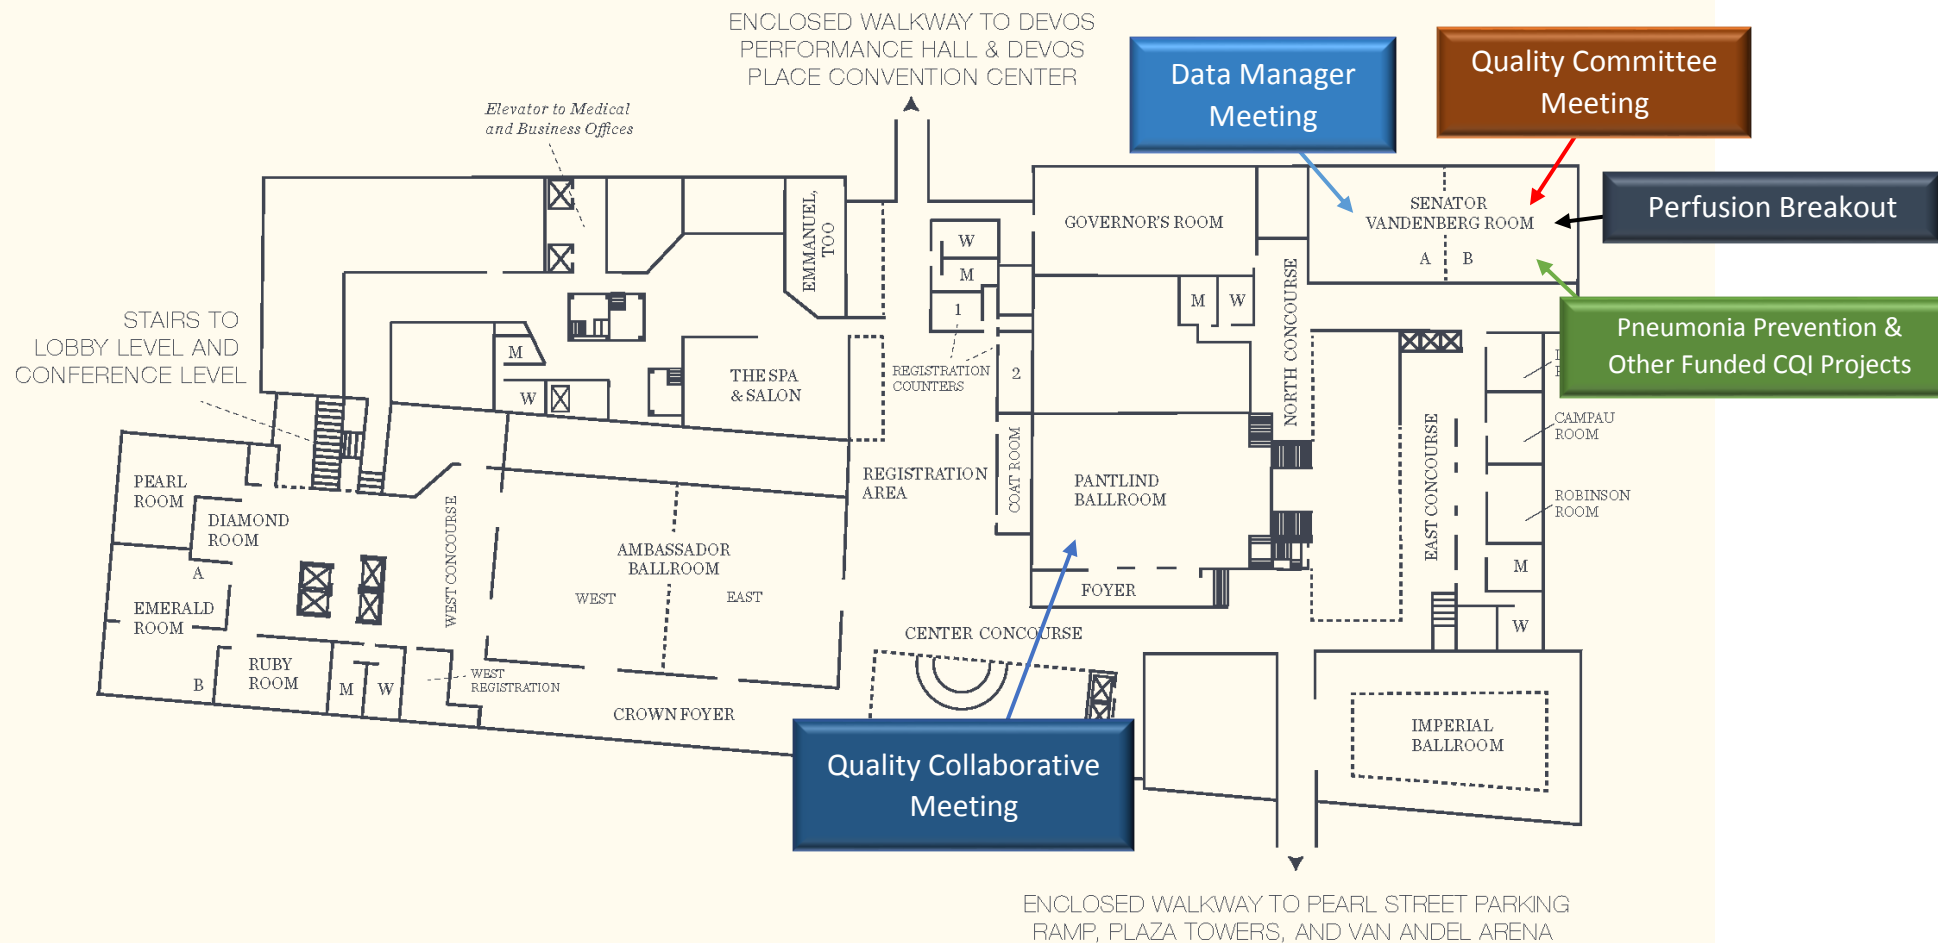 ENCLOSED WALKWAY TO DEVOS
PERFORMANCE HALL & DEVOS
PLACE CONVENTION CENTER
Data Manager
Meeting
Quality Committee
Meeting
Elevator to Medical
and Business Offices
Perfusion Breakout
EMMANUEL,
TOO
GOVERNOR'S ROOM
SENATOR
VANDENBERG ROOM
A
B
W
M
1
M
W
NORTH CONCOURSE
Pneumonia Prevention &
Other Funded CQI Projects
STAIRS TO
LOBBY LEVEL AND
CONFERENCE LEVEL
M
W
THE SPA
& SALON
REGISTRATION
COUNTERS
2
CAMPAU
ROOM
EAST CONCOURSE
ROBINSON
ROOM
M
W
PEARL
ROOM
DIAMOND
ROOM
WEST CONCOURSE
REGISTRATION
AREA
COAT ROOM
PANTLIND
BALLROOM
AMBASSADOR
BALLROOM
WEST
EAST
FOYER
A
EMERALD
ROOM
B
RUBY
ROOM
M
W
WEST
REGISTRATION
CENTER CONCOURSE
CROWN FOYER
IMPERIAL
BALLROOM
Quality Collaborative
Meeting
ENCLOSED WALKWAY TO PEARL STREET PARKING
RAMP, PLAZA TOWERS, AND VAN ANDEL ARENA